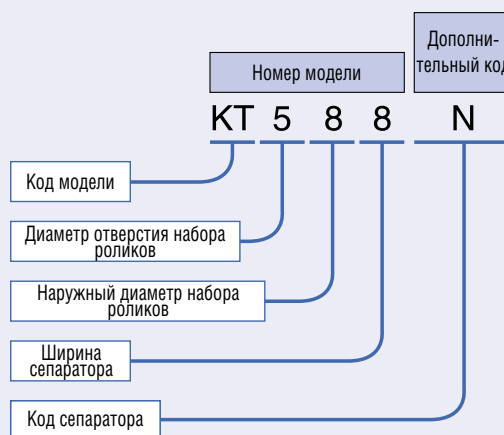 Дополни-
тельный код
Номер модели
KT 5 8 8 N
Код модели
Диаметр отверстия набора
роликов
Наружный диаметр набора
роликов
Ширина
сепаратора
Код сепаратора